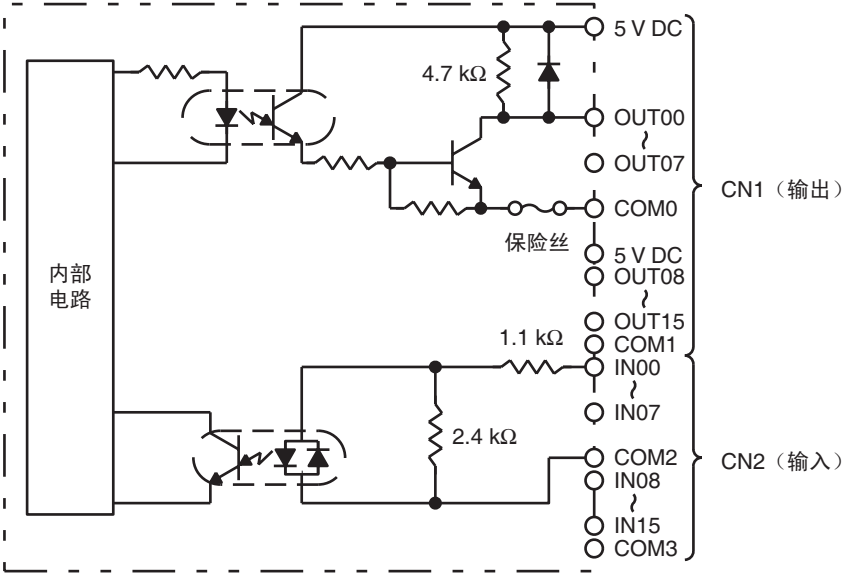 5 V DC
4.7 kΩ
OUT00
~
OUT07
CN1（输出）
COM0
保险丝
5 V DC
内部
电路
OUT08
~
OUT15
1.1 kΩ
COM1
IN00
~
IN07
2.4 kΩ
COM2
CN2（输入）
IN08
~
IN15
COM3